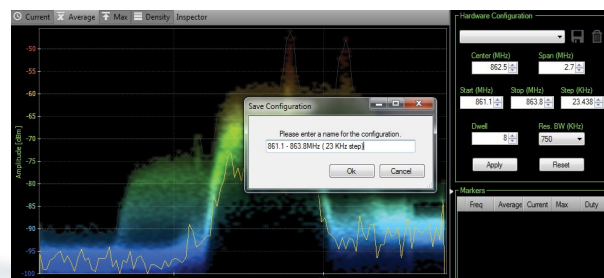 Current Average Max Density Inspector
Hardware Configuration
Center (MHz) Span (MHz)
862.5 2.7
Start (MHz) Stop (MHz) Step (KHz)
861.1 863.8 23.438
Dwell Res. BW (KHz)
8 750
Apply Reset
Markers
Freq Average Current Max Duty
Save Configuration
Please enter a name for the configuration.
861.1 - 863.8MHz ( 23 KHz step)
Ok Cancel
Amplitude [dBm]
-50
-55
-60
-65
-70
-75
-80
-85
-90
-95
-100